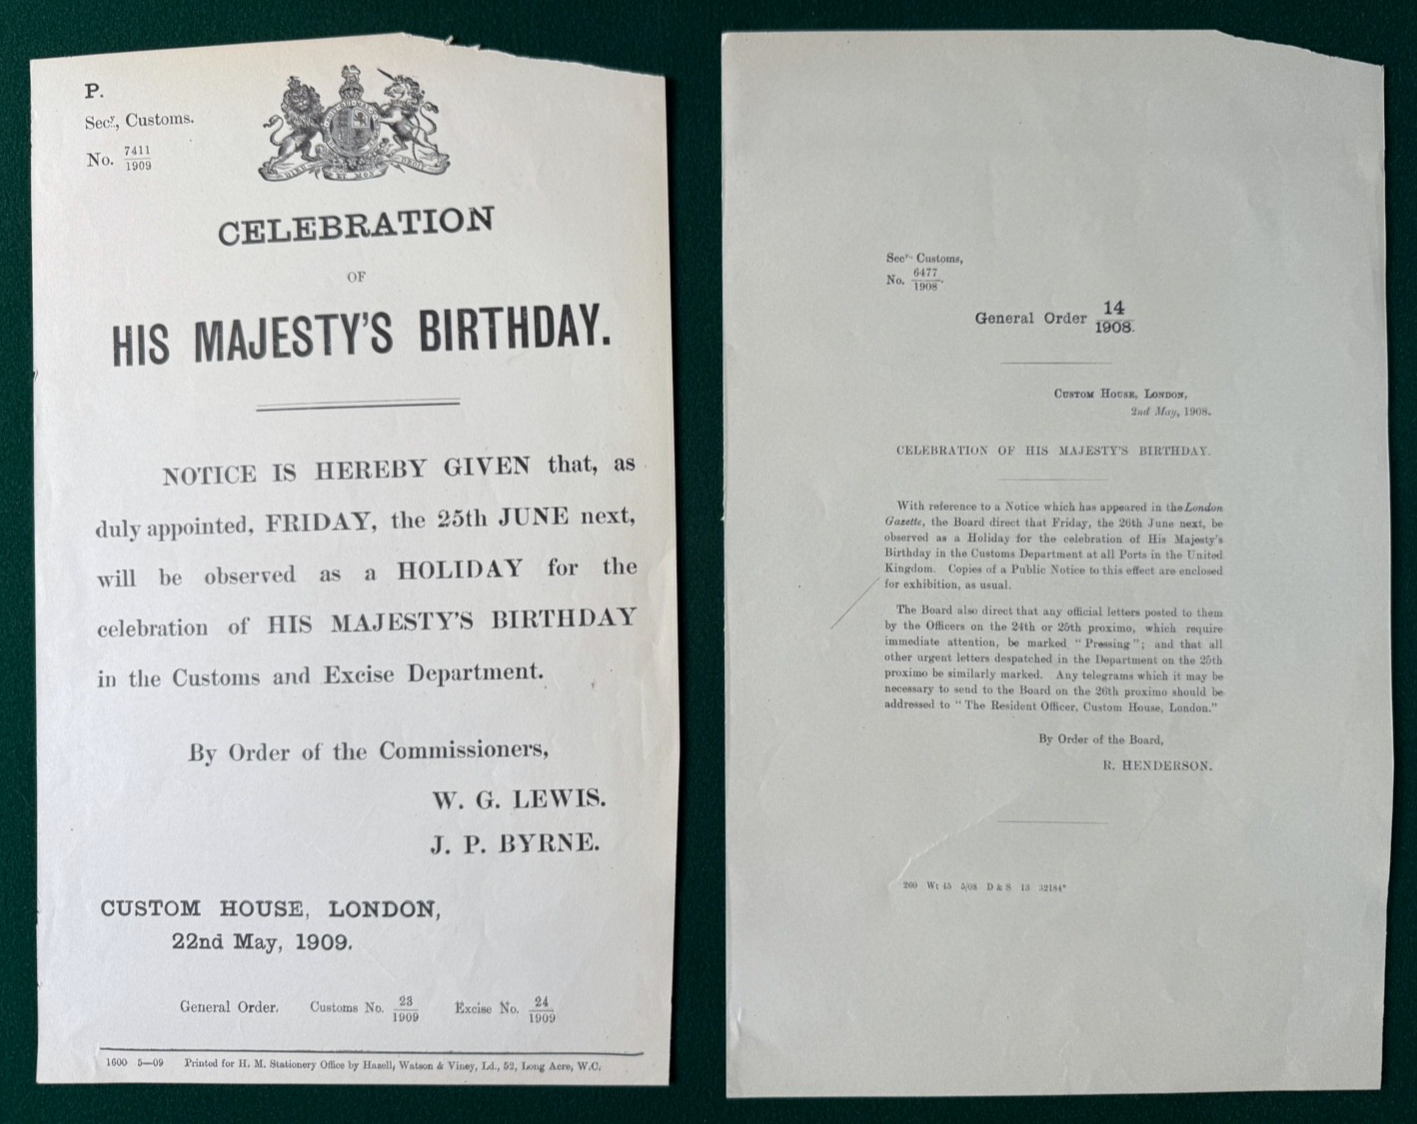 P.
Secy., Customs.
No. 7411/1909
CELEBRATION
OF
HIS MAJESTY'S BIRTHDAY.
NOTICE IS HEREBY GIVEN that, as
duly appointed, FRIDAY, the 25th JUNE next,
will be observed as a HOLIDAY for the
celebration of HIS MAJESTY'S BIRTHDAY
in the Customs and Excise Department.
By Order of the Commissioners,
W. G. LEWIS.
J. P. BYRNE.
CUSTOM HOUSE, LONDON,
22nd May, 1909.
General Order. Customs No. 23/1909 Excise No. 24/1909
1600 5—09 Printed for H. M. Stationery Office by Hazell, Watson & Viney, Ld., 52, Long Acre, W.C.
Secr. Customs,
No. 6477/1908.
General Order 14/1908.
CUSTOM HOUSE, LONDON,
2nd May, 1908.
CELEBRATION OF HIS MAJESTY'S BIRTHDAY.
With reference to a Notice which has appeared in the London
Gazette, the Board direct that Friday, the 26th June next, be
observed as a Holiday for the celebration of His Majesty's
Birthday in the Customs Department at all Ports in the United
Kingdom. Copies of a Public Notice to this effect are enclosed
for exhibition, as usual.
The Board also direct that any official letters posted to them
by the Officers on the 24th or 25th proximo, which require
immediate attention, be marked "Pressing"; and that all
other urgent letters despatched in the Department on the 25th
proximo be similarly marked. Any telegrams which it may be
necessary to send to the Board on the 26th proximo should be
addressed to "The Resident Officer, Custom House, London."
By Order of the Board,
R. HENDERSON.
200 Wt 45 5/08 D & S 13 32184*